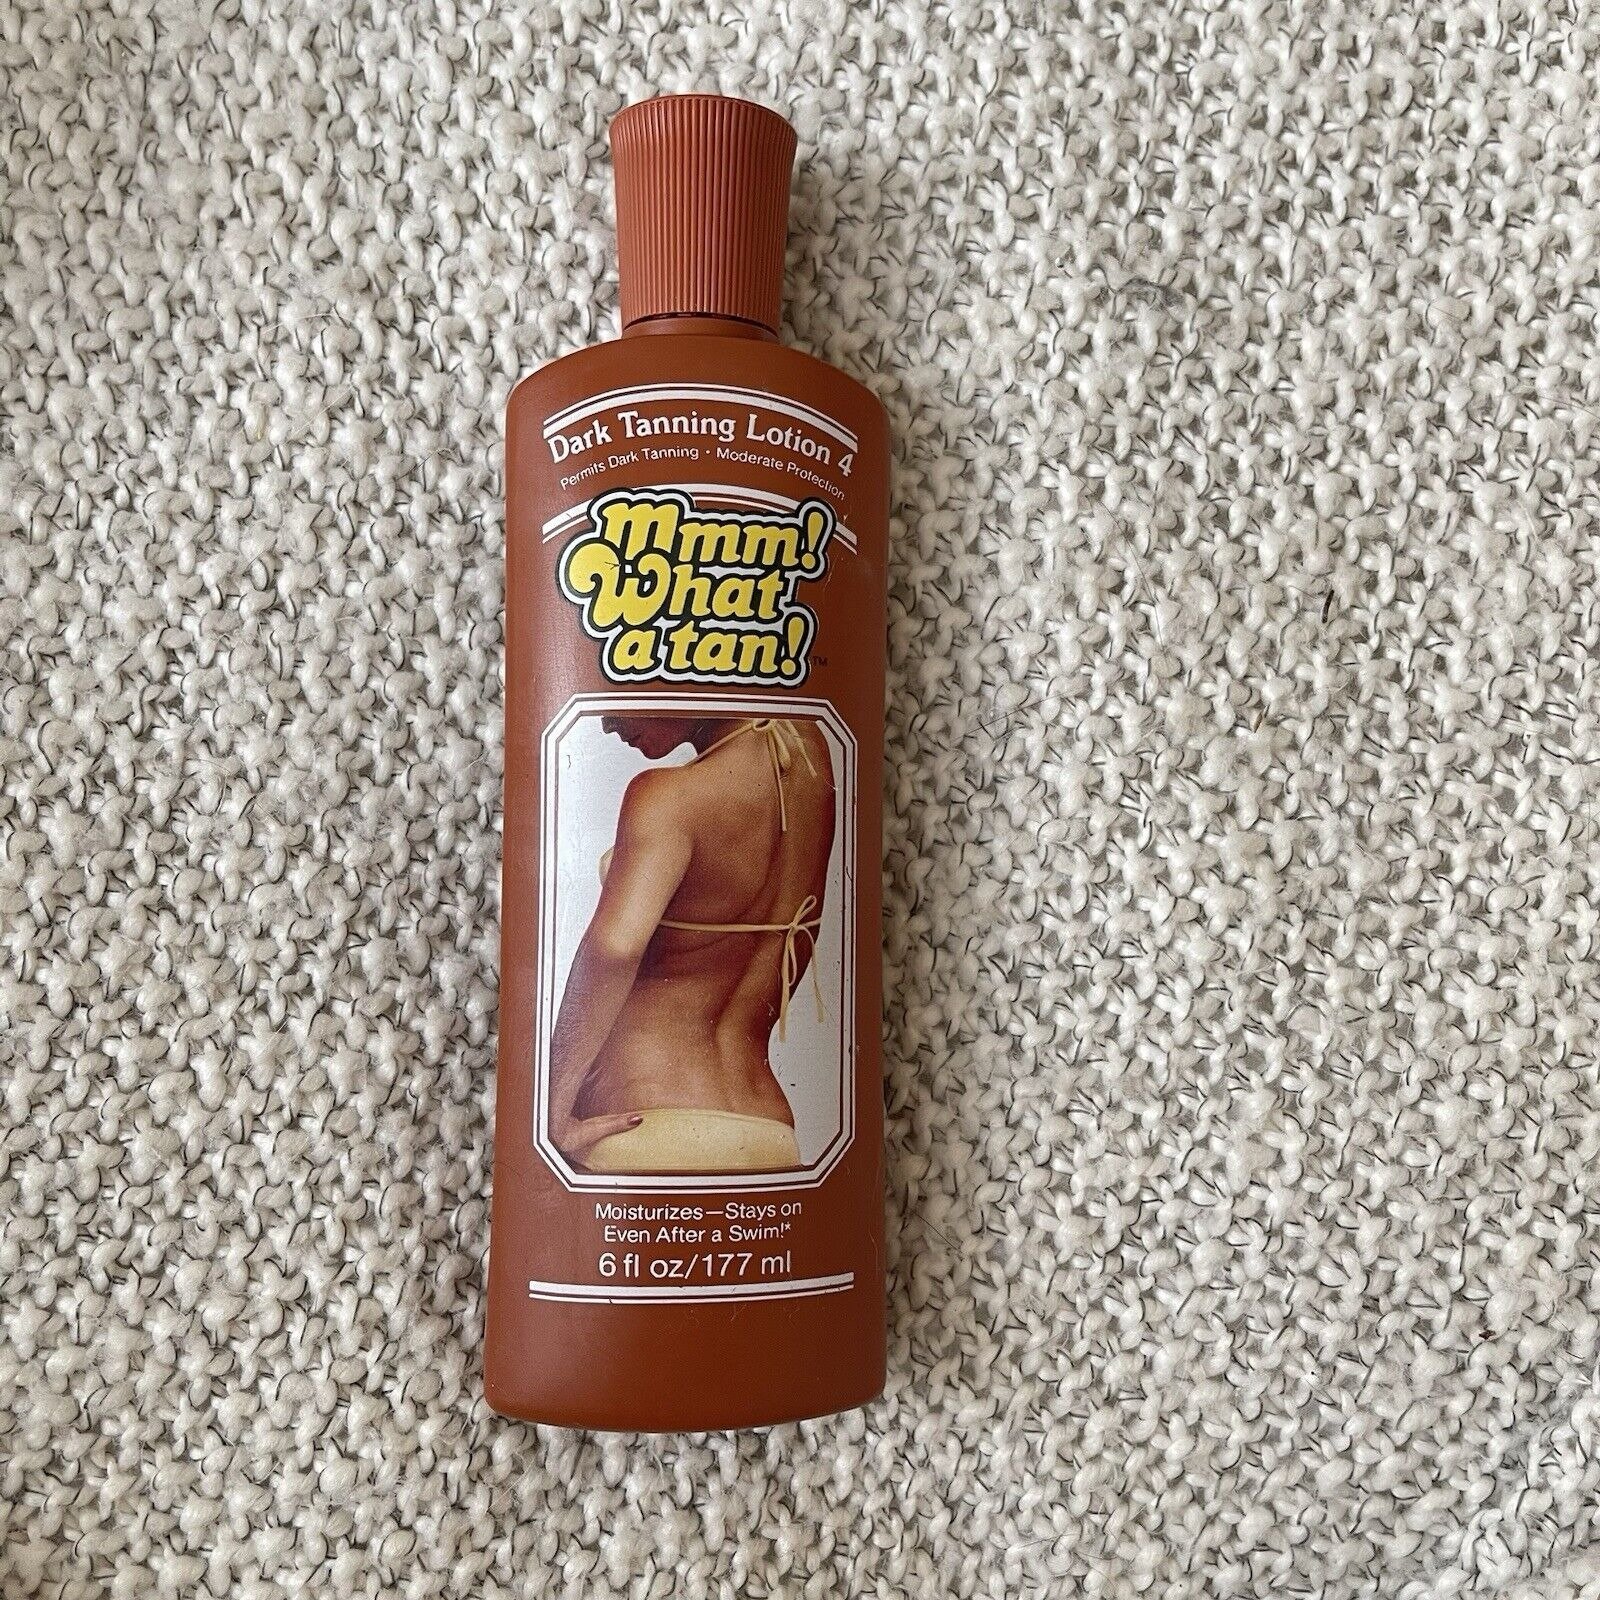 Dark Tanning Lotion 4
Permits Dark Tanning • Moderate Protection
Mmm!
What
a tan!™
Moisturizes—Stays on
Even After a Swim!*
6 fl oz/177 ml